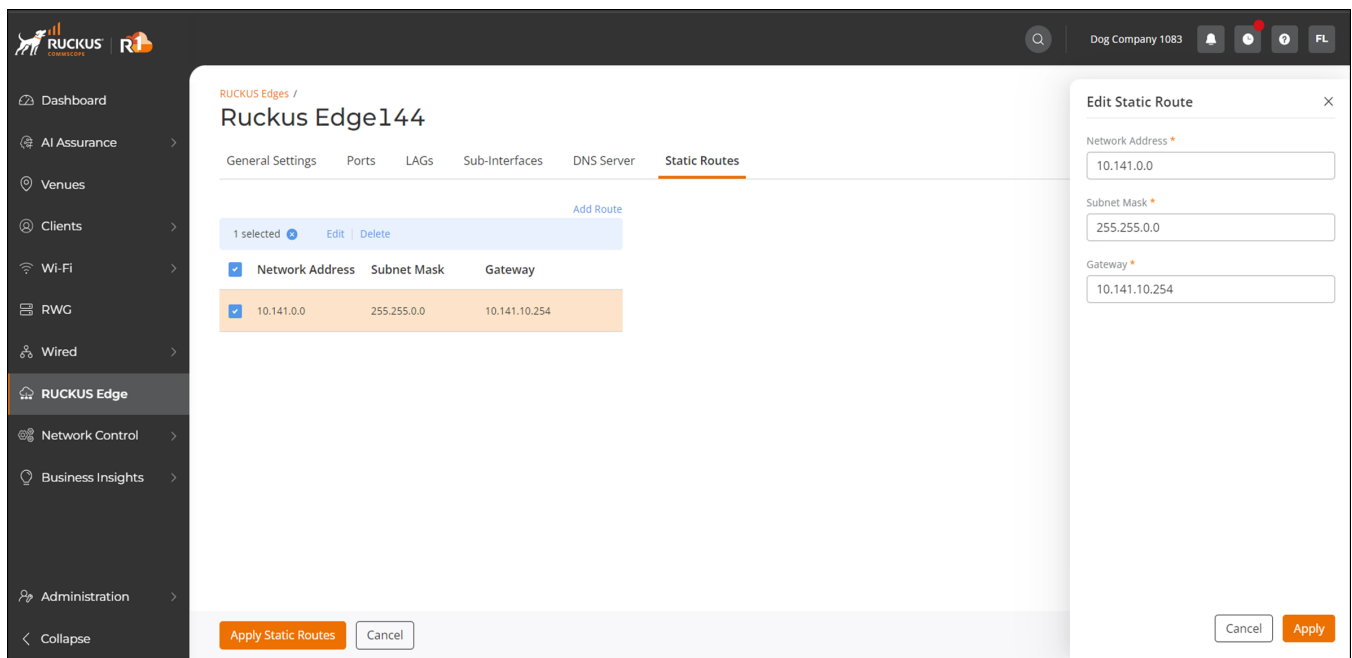 RUCKUS
COMMSCOPE
R1
Dog Company 1083
FL
Dashboard
AI Assurance
Venues
Clients
Wi-Fi
RWG
Wired
RUCKUS Edge
Network Control
Business Insights
Administration
Collapse
RUCKUS Edges /
Ruckus Edge144
General Settings Ports LAGs Sub-Interfaces DNS Server Static Routes
Add Route
1 selected Edit Delete
Network Address Subnet Mask Gateway
10.141.0.0 255.255.0.0 10.141.10.254
Apply Static Routes Cancel
Edit Static Route
Network Address *
10.141.0.0
Subnet Mask *
255.255.0.0
Gateway *
10.141.10.254
Cancel Apply